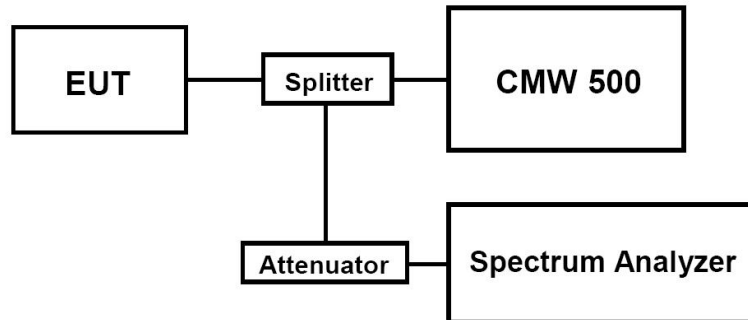 EUT
Splitter
CMW 500
Attenuator
Spectrum Analyzer